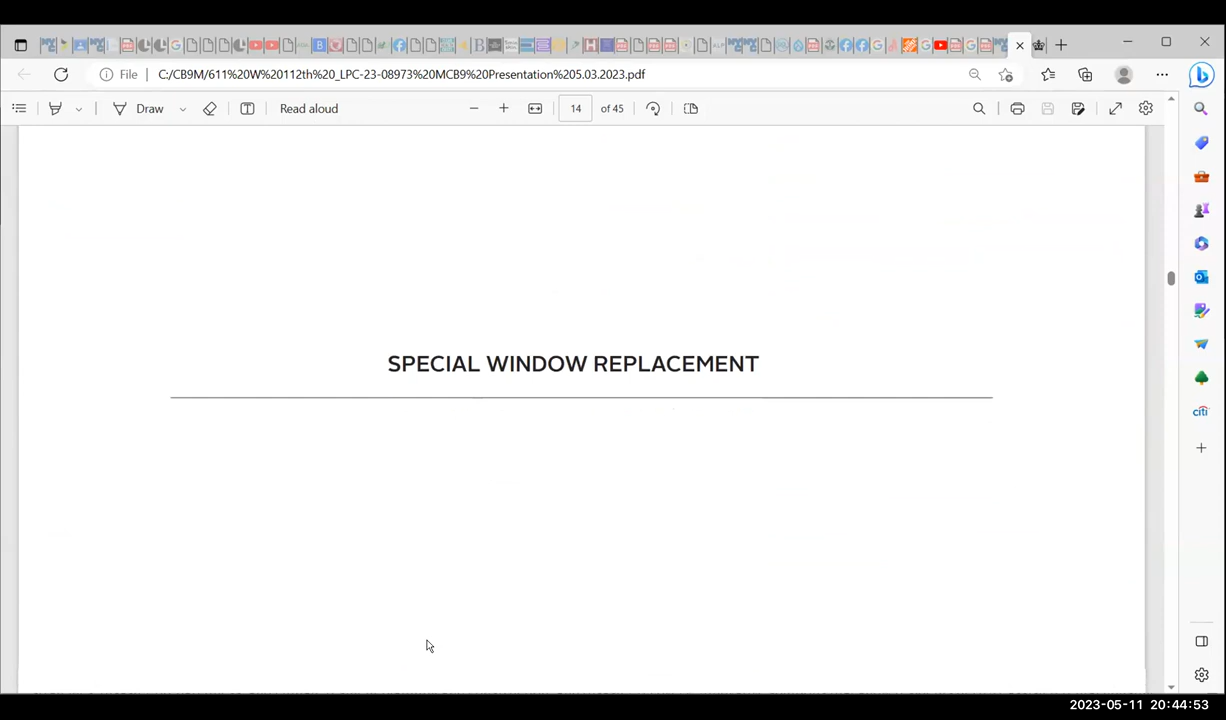 File
C:/CB9M/611%20W%20112th%20_LPC-23-08973%20MCB9%20Presentation%205.03.2023.pdf
Draw
Read aloud
14
of 45
SPECIAL WINDOW REPLACEMENT
citi
2023-05-11 20:44:53